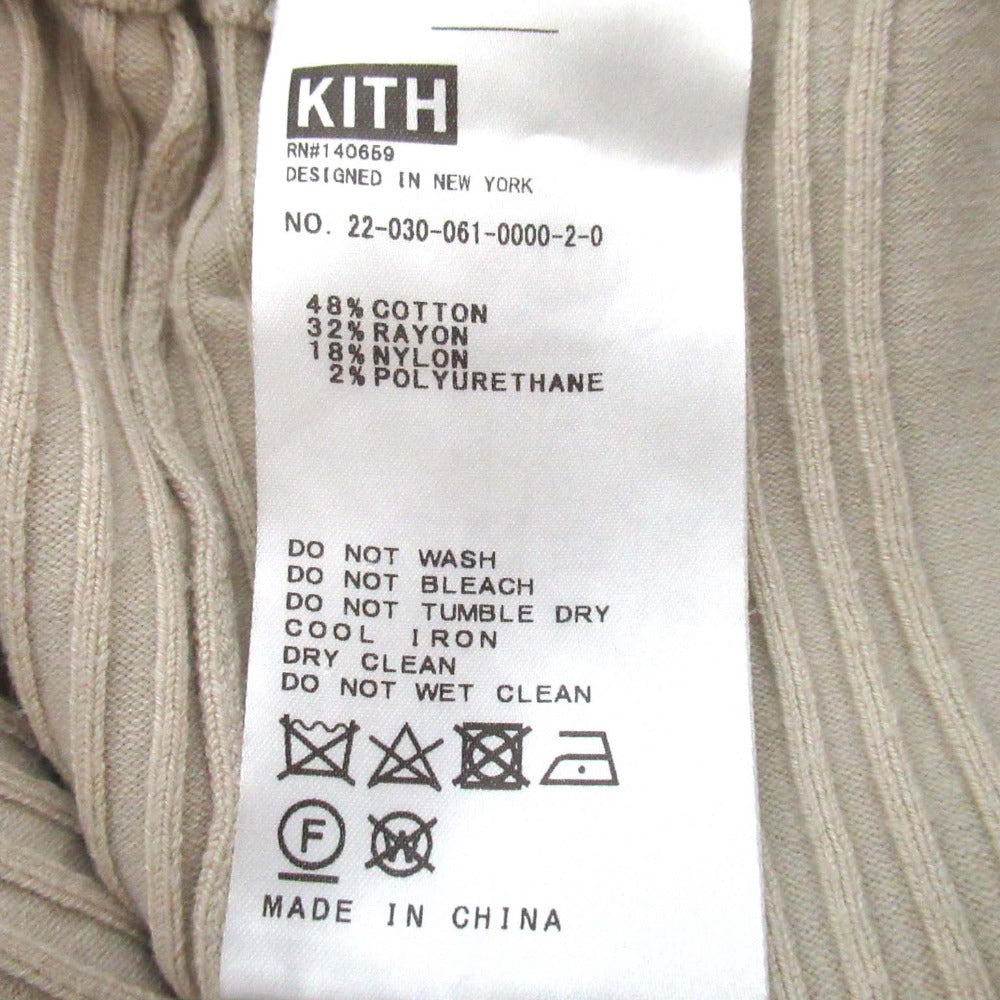 KITH
RN#140659
DESIGNED IN NEW YORK
NO. 22-030-061-0000-2-0
48% COTTON
32% RAYON
18% NYLON
2% POLYURETHANE
DO NOT WASH
DO NOT BLEACH
DO NOT TUMBLE DRY
COOL IRON
DRY CLEAN
DO NOT WET CLEAN
F W
MADE IN CHINA